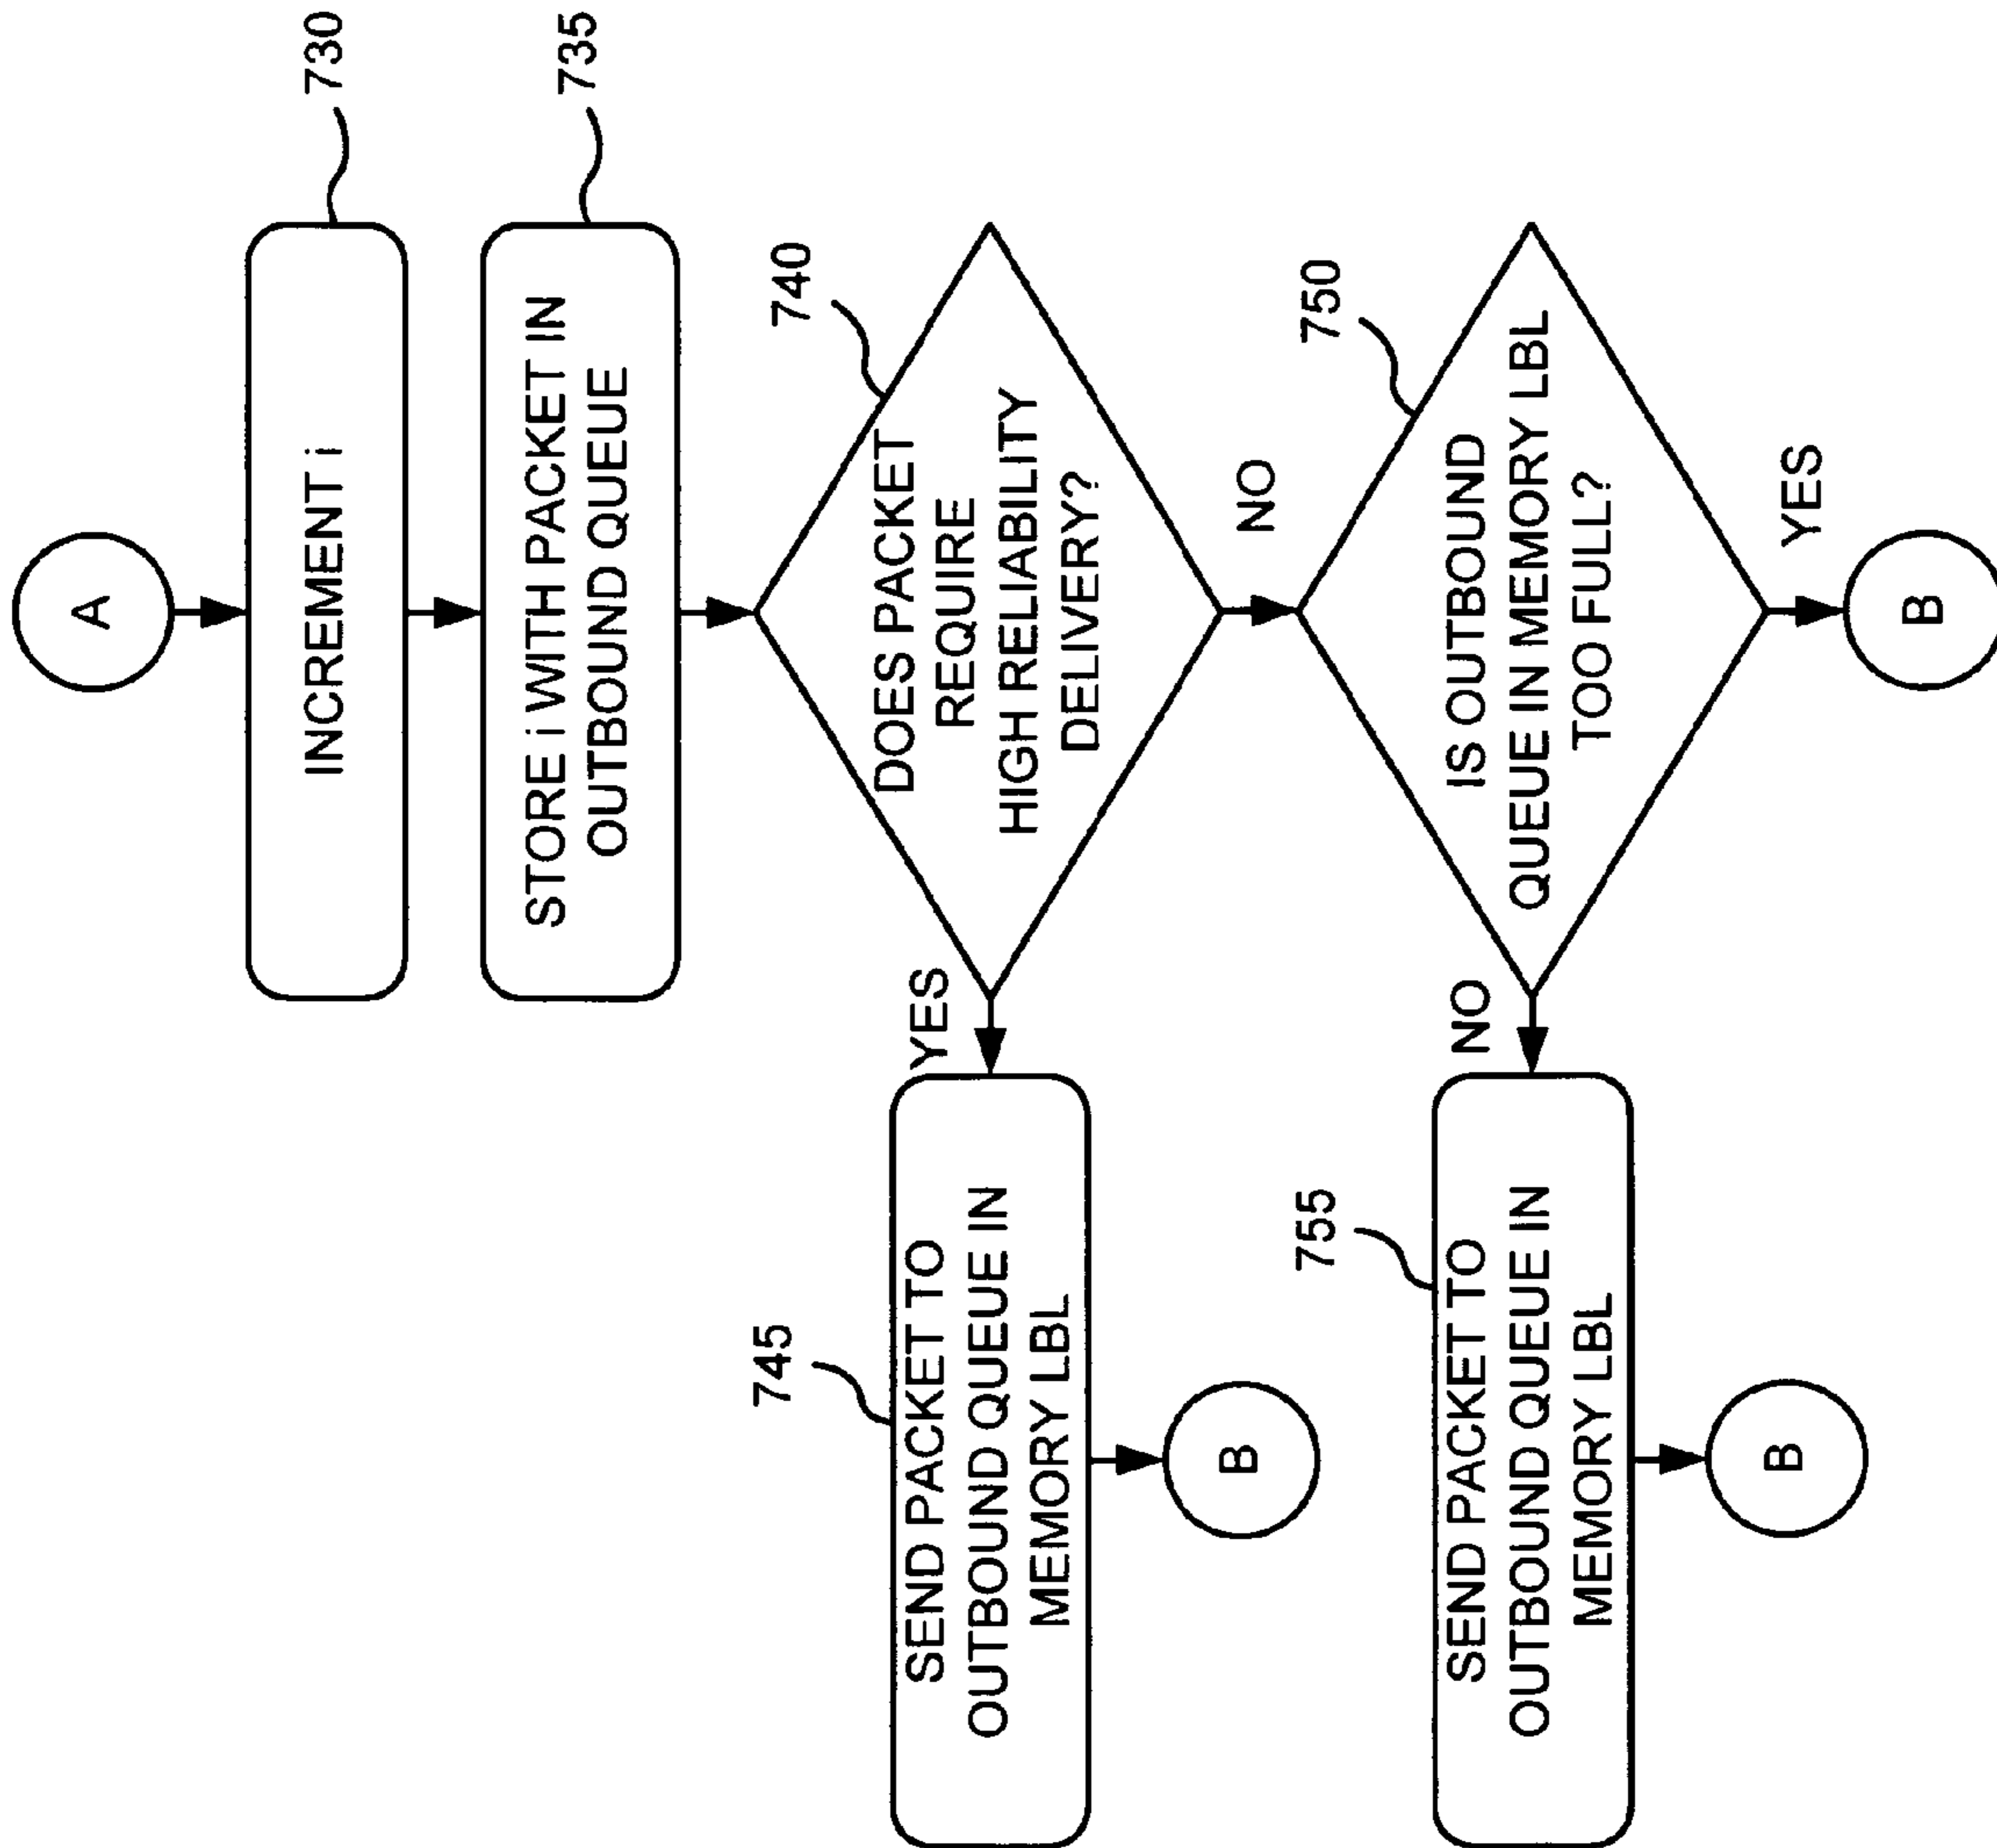 A
INCREMENT i
730
STORE i WITH PACKET IN
OUTBOUND QUEUE
735
DOES PACKET
REQUIRE
HIGH RELIABILITY
DELIVERY?
740
YES
SEND PACKET TO
OUTBOUND QUEUE IN
MEMORY LBL
745
B
NO
IS OUTBOUND
QUEUE IN MEMORY LBL
TOO FULL?
750
NO
SEND PACKET TO
OUTBOUND QUEUE IN
MEMORY LBL
755
B
YES
B